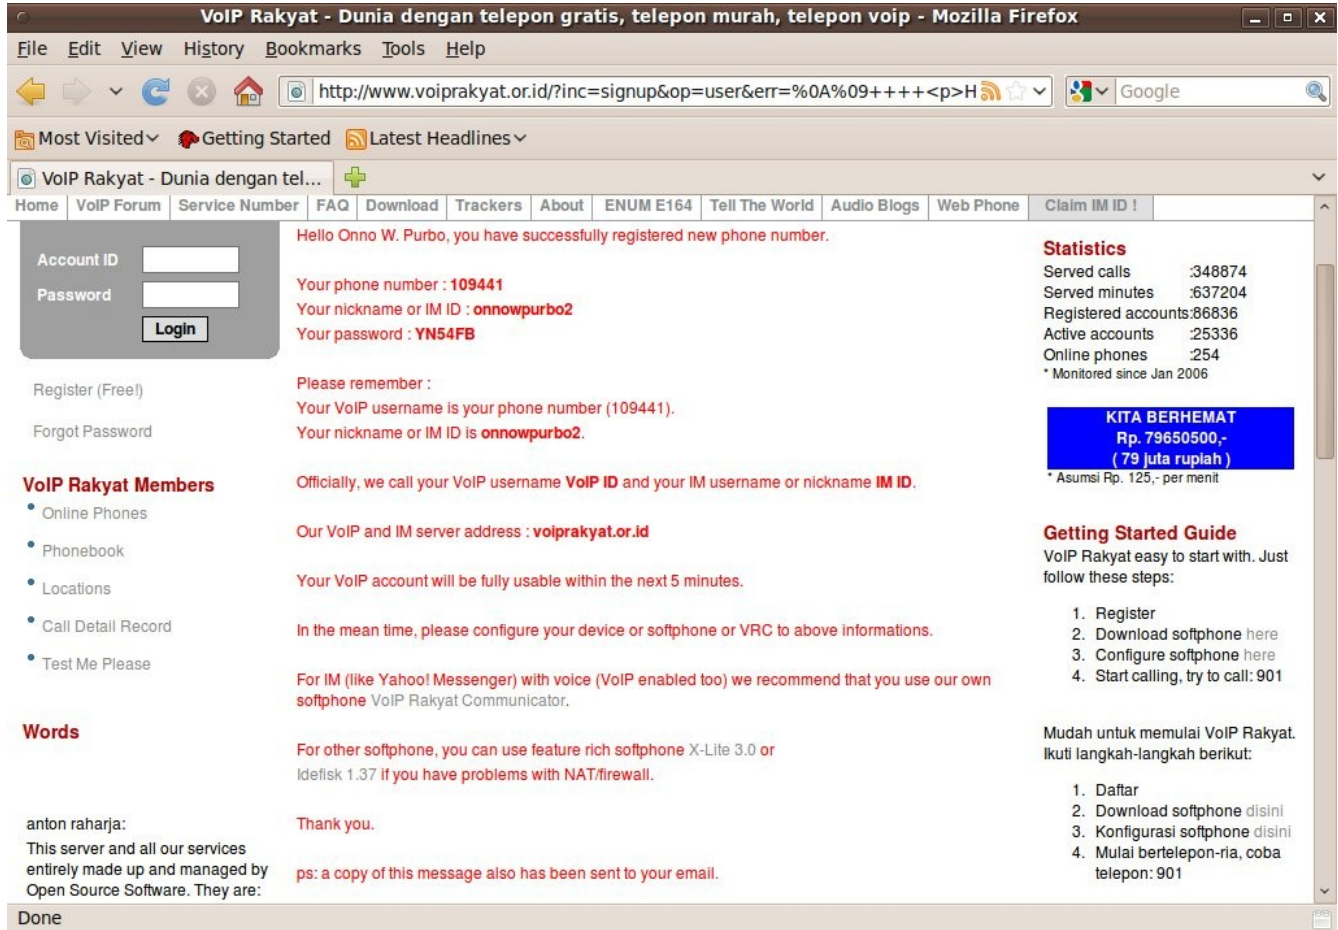 VoIP Rakyat - Dunia dengan telepon gratis, telepon murah, telepon voip - Mozilla Firefox
File Edit View History Bookmarks Tools Help
http://www.voiprakyat.or.id/?inc=signup&op=user&err=%0A%09++++<p>H
Google
Most Visited Getting Started Latest Headlines
VoIP Rakyat - Dunia dengan tel...
Home VoIP Forum Service Number FAQ Download Trackers About ENUM E164 Tell The World Audio Blogs Web Phone Claim IM ID !
Account ID
Password
Login
Register (Free!)
Forgot Password
VoIP Rakyat Members
Online Phones
Phonebook
Locations
Call Detail Record
Test Me Please
Words
anton raharja:
This server and all our services
entirely made up and managed by
Open Source Software. They are:
Hello Onno W. Purbo, you have successfully registered new phone number.
Your phone number : 109441
Your nickname or IM ID : onnowpurbo2
Your password : YN54FB
Please remember :
Your VoIP username is your phone number (109441).
Your nickname or IM ID is onnowpurbo2.
Officially, we call your VoIP username VoIP ID and your IM username or nickname IM ID.
Our VoIP and IM server address : voiprakyat.or.id
Your VoIP account will be fully usable within the next 5 minutes.
In the mean time, please configure your device or softphone or VRC to above informations.
For IM (like Yahoo! Messenger) with voice (VoIP enabled too) we recommend that you use our own
softphone VoIP Rakyat Communicator.
For other softphone, you can use feature rich softphone X-Lite 3.0 or
Idefisk 1.37 if you have problems with NAT/firewall.
Thank you.
ps: a copy of this message also has been sent to your email.
Statistics
Served calls :348874
Served minutes :637204
Registered accounts:86836
Active accounts :25336
Online phones :254
* Monitored since Jan 2006
KITA BERHEMAT
Rp. 79650500,-
( 79 juta rupiah )
* Asumsi Rp. 125,- per menit
Getting Started Guide
VoIP Rakyat easy to start with. Just
follow these steps:
1. Register
2. Download softphone here
3. Configure softphone here
4. Start calling, try to call: 901
Mudah untuk memulai VoIP Rakyat.
Ikuti langkah-langkah berikut:
1. Daftar
2. Download softphone disini
3. Konfigurasi softphone disini
4. Mulai bertelepon-ria, coba
telepon: 901
Done